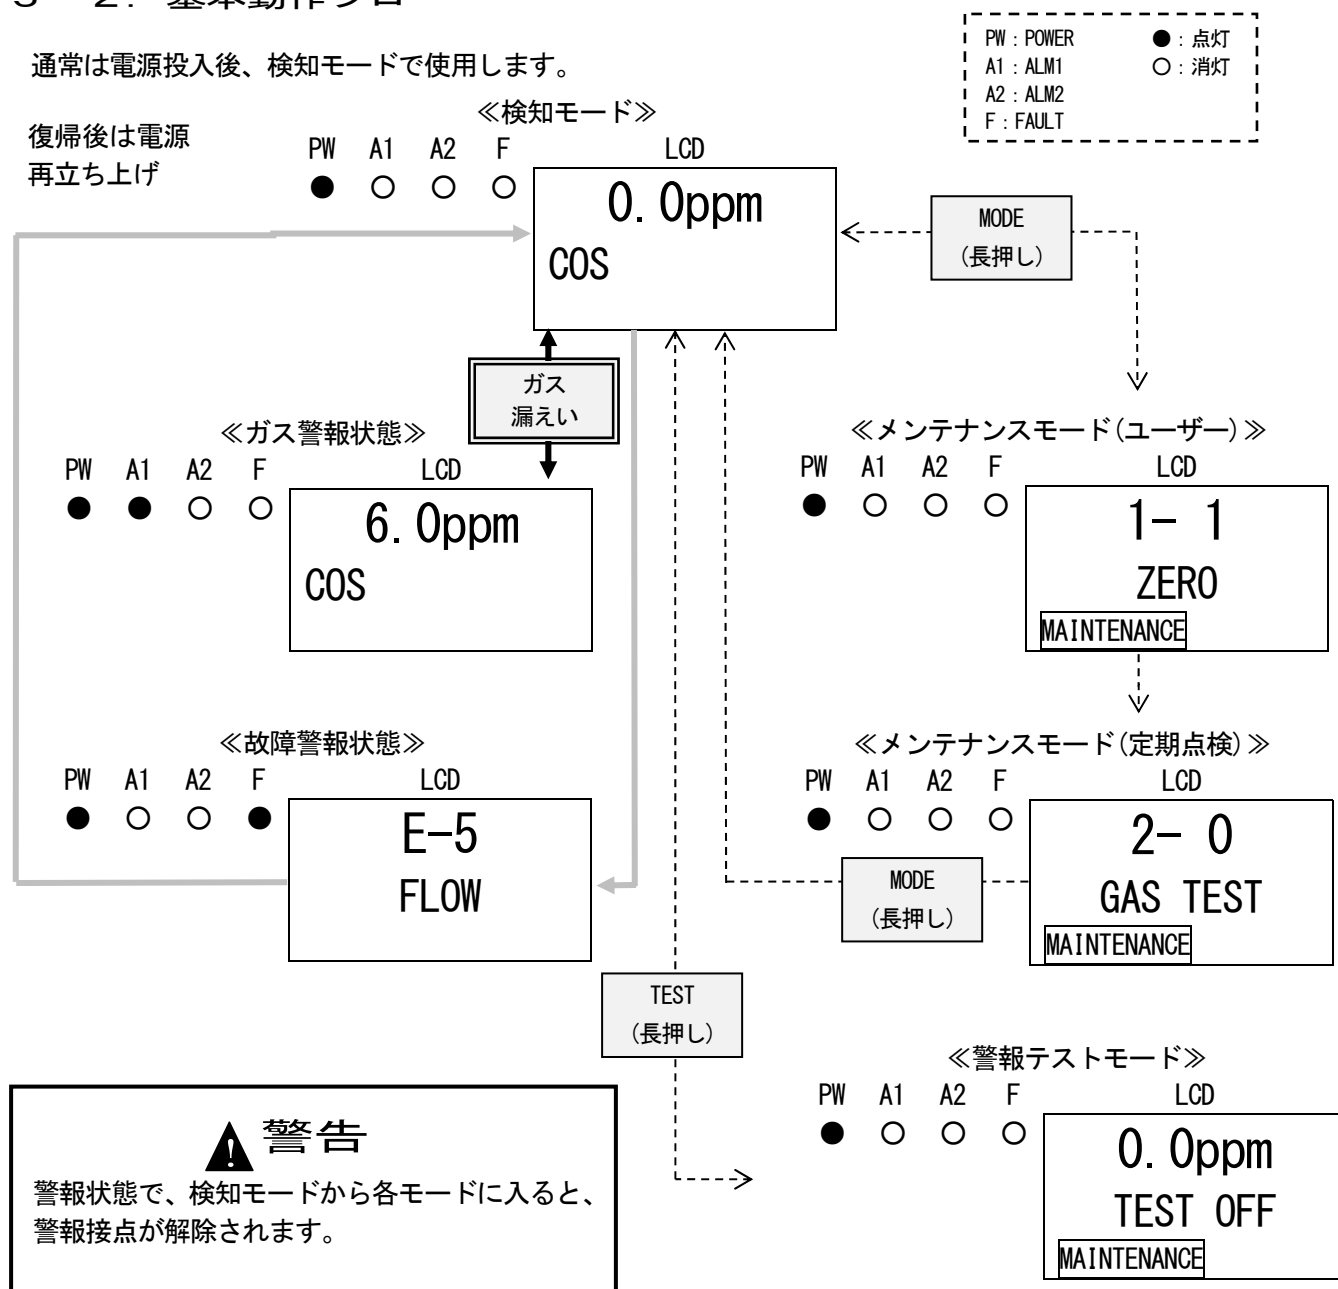 ２. 基本動作フロー
通常は電源投入後、検知モードで使用します。
PW：POWER ●：点灯
A1：ALM1 ○：消灯
A2：ALM2
F：FAULT
復帰後は電源
再立ち上げ
≪検知モード≫
PW A1 A2 F LCD
● ○ ○ ○
0.0ppm
COS
MODE
(長押し)
ガス
漏えい
≪ガス警報状態≫
PW A1 A2 F LCD
● ● ○ ○
6.0ppm
COS
≪メンテナンスモード(ユーザー)≫
PW A1 A2 F LCD
● ○ ○ ○
1- 1
ZERO
MAINTENANCE
≪故障警報状態≫
PW A1 A2 F LCD
● ○ ○ ●
E-5
FLOW
≪メンテナンスモード(定期点検)≫
PW A1 A2 F LCD
● ○ ○ ○
2- 0
GAS TEST
MAINTENANCE
MODE
(長押し)
TEST
(長押し)
≪警報テストモード≫
PW A1 A2 F LCD
● ○ ○ ○
0.0ppm
TEST OFF
MAINTENANCE
警告
警報状態で、検知モードから各モードに入ると、
警報接点が解除されます。